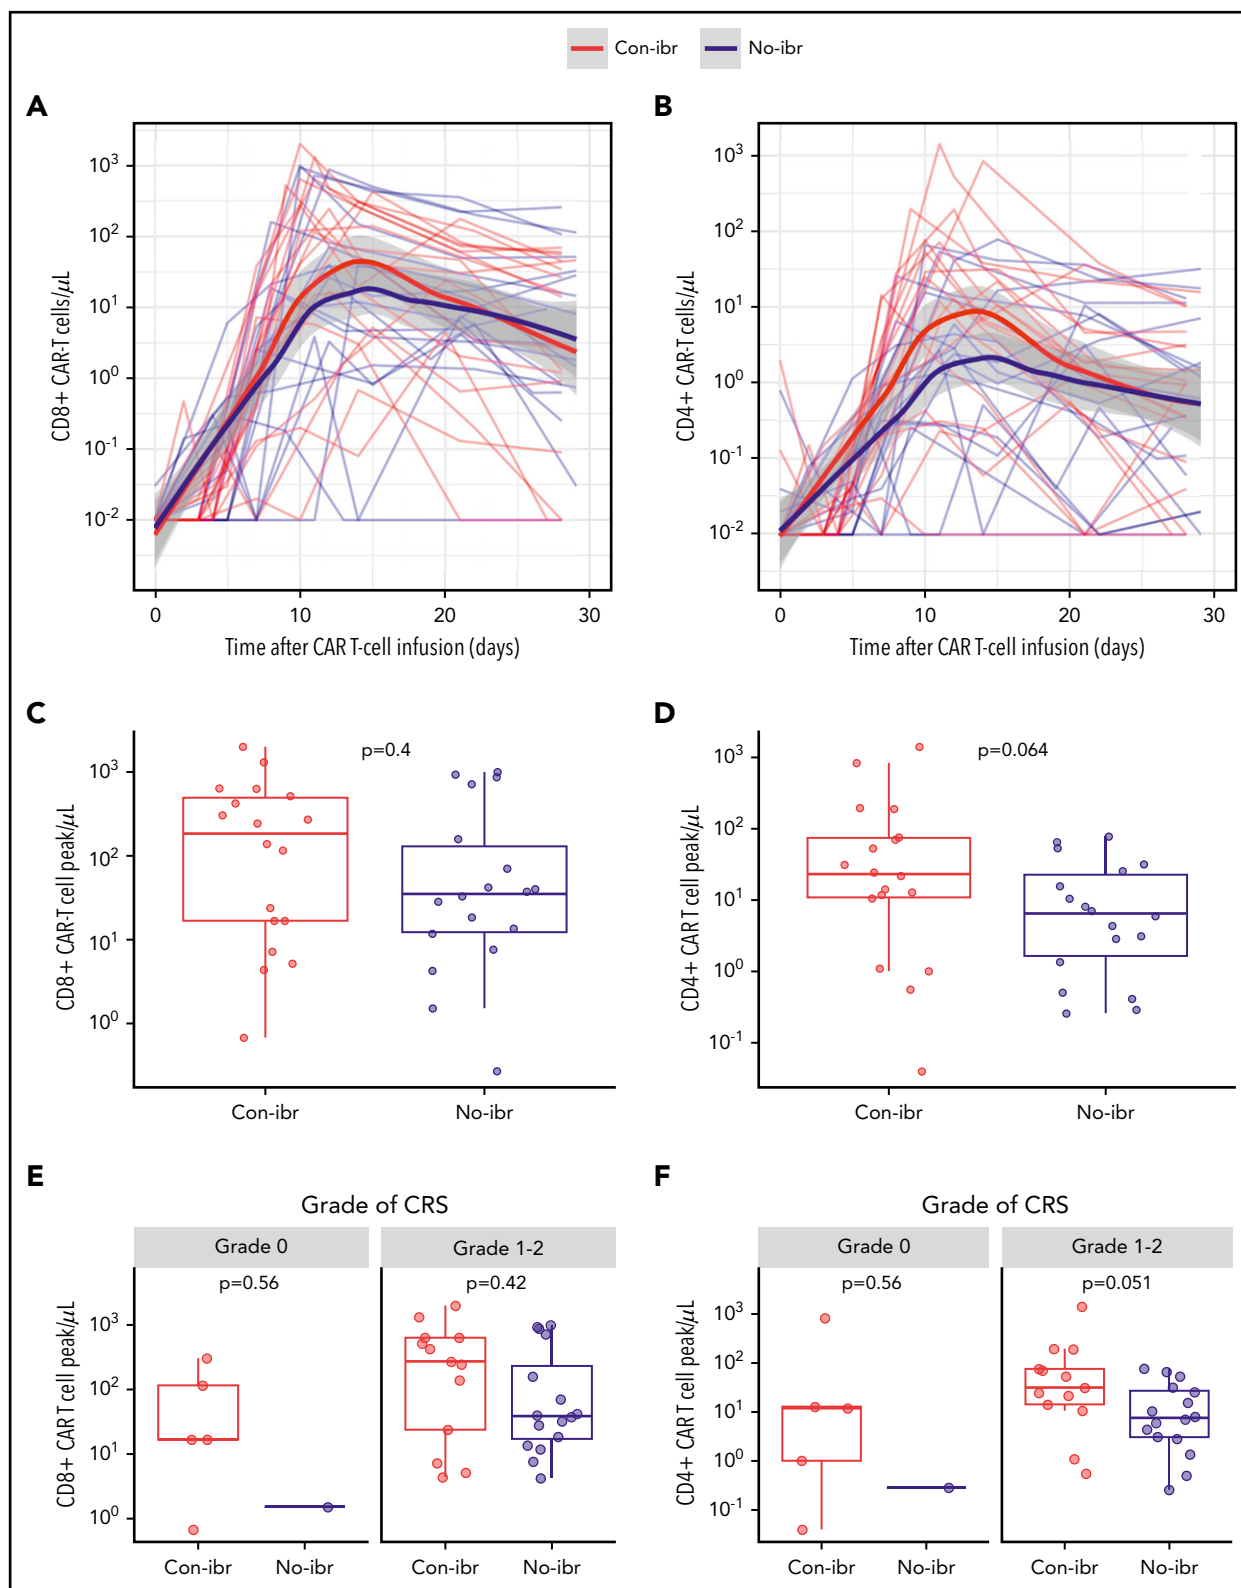 Con-ibr No-ibr
A
CD8+ CAR-T cells/μL
10³
10²
10¹
10⁰
10⁻¹
10⁻²
0 10 20 30
Time after CAR T-cell infusion (days)
B
CD4+ CAR-T cells/μL
10³
10²
10¹
10⁰
10⁻¹
10⁻²
0 10 20 30
Time after CAR T-cell infusion (days)
C
CD8+ CAR-T cell peak/μL
p=0.4
10³
10²
10¹
10⁰
Con-ibr No-ibr
D
CD4+ CAR T cell peak/μL
p=0.064
10³
10²
10¹
10⁰
10⁻¹
Con-ibr No-ibr
E
Grade of CRS
Grade 0 Grade 1-2
p=0.56 p=0.42
CD8+ CAR T cell peak/μL
10³
10²
10¹
10⁰
Con-ibr No-ibr Con-ibr No-ibr
F
Grade of CRS
Grade 0 Grade 1-2
p=0.56 p=0.051
CD4+ CAR T cell peak/μL
10³
10²
10¹
10⁰
10⁻¹
Con-ibr No-ibr Con-ibr No-ibr